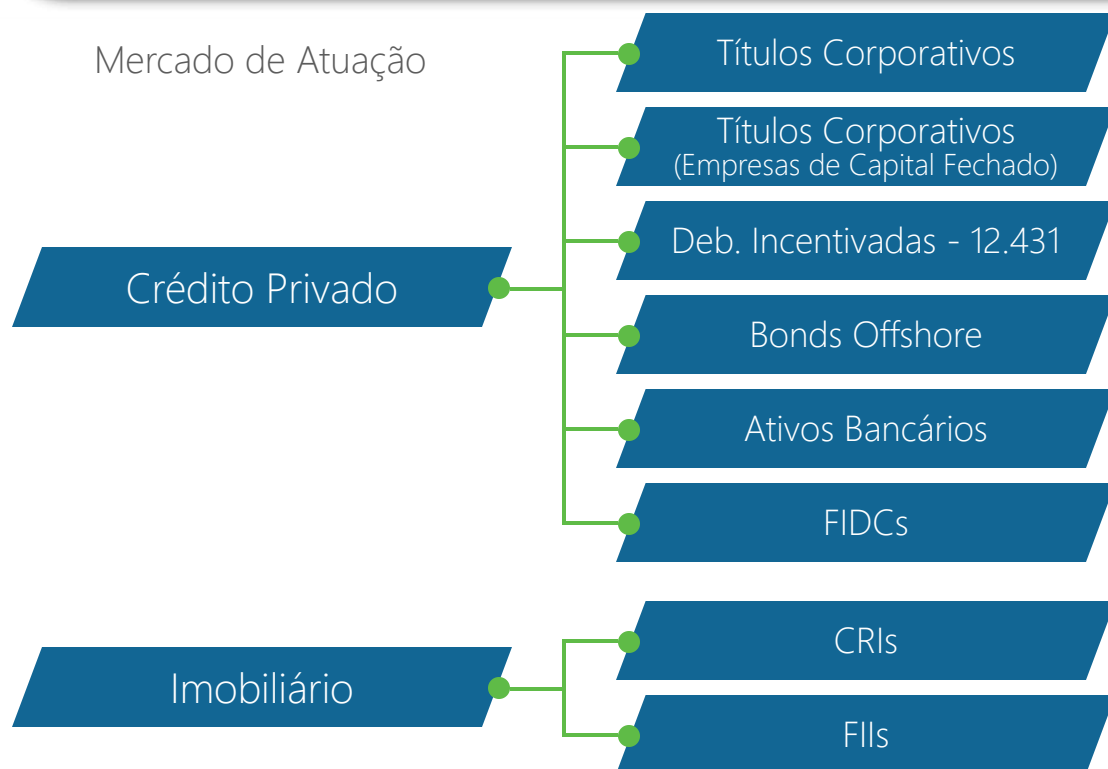 Mercado de Atuação
Crédito Privado
Títulos Corporativos
Títulos Corporativos
(Empresas de Capital Fechado)
Deb. Incentivadas - 12.431
Bonds Offshore
Ativos Bancários
FIDCs
Imobiliário
CRIs
FIIs